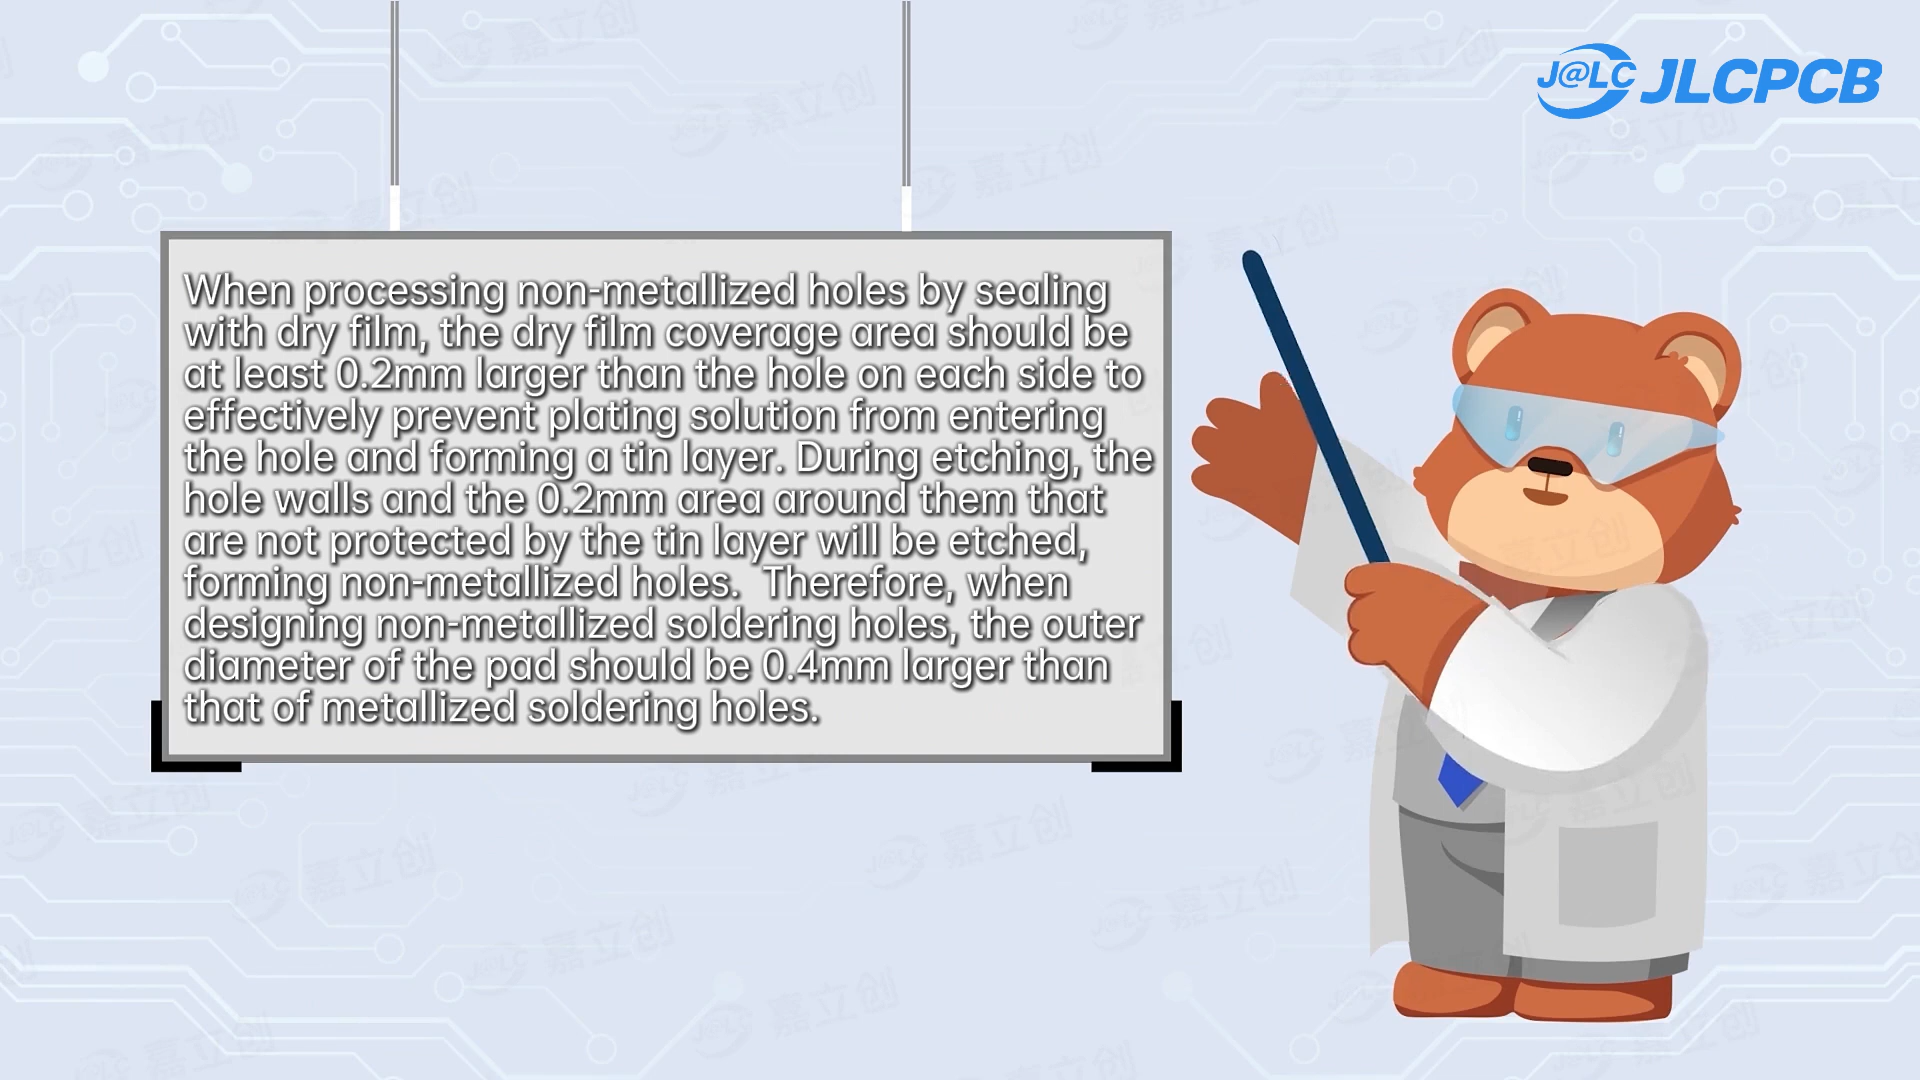 J@LC JLCPCB
When processing non-metallized holes by sealing
with dry film, the dry film coverage area should be
at least 0.2mm larger than the hole on each side to
effectively prevent plating solution from entering
the hole and forming a tin layer. During etching, the
hole walls and the 0.2mm area around them that
are not protected by the tin layer will be etched,
forming non-metallized holes.  Therefore, when
designing non-metallized soldering holes, the outer
diameter of the pad should be 0.4mm larger than
that of metallized soldering holes.
J@LC 嘉立创